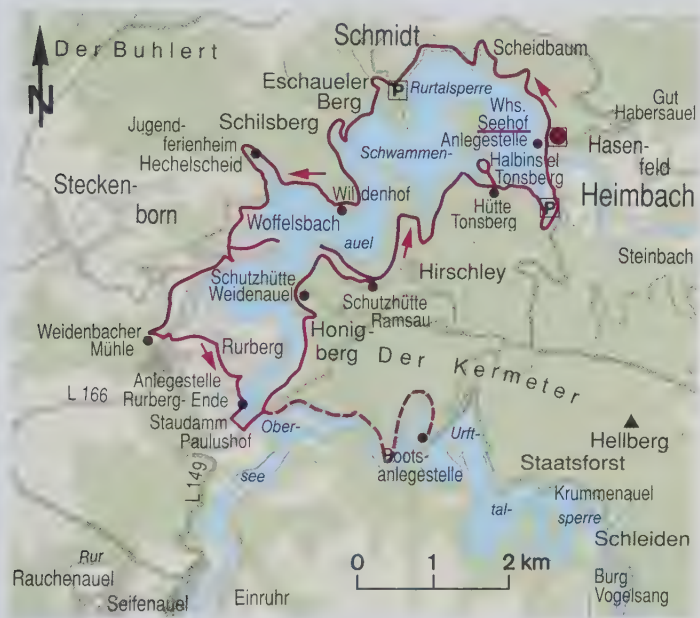 Schmidt
Der Buhlert
Scheidbaum
N
Eschaueler
Berg
P
Rurtalsperre
Whs.
Seehof
Anlegestelle
Gut
Habersauel
Jugend-
ferienheim
Hechelscheid
Schilsberg
Schwammen-
Halbinsel
Tonsberg
Hasen-
feld
Heimbach
Stecken-
born
Wildenhof
Hütte
Tonsberg
P
Woffelsbach
auel
Steinbach
Hirschley
Schutzhütte
Weidenauel
Schutzhütte
Ramsau
Weidenbacher
Mühle
Honig-
berg
Rurberg
Der Kermeter
L 166
Anlegestelle
Rurberg-Ende
Staudamm
Paulushof
Ober-
Urft-
Hellberg
Boots-
anlegestelle
Staatsforst
L149
see
Krummenauel
tal-
sperre
Schleiden
Rur
Rauchenauel
Seifenauel
Einruhr
0 1 2 km
Burg
Vogelsang